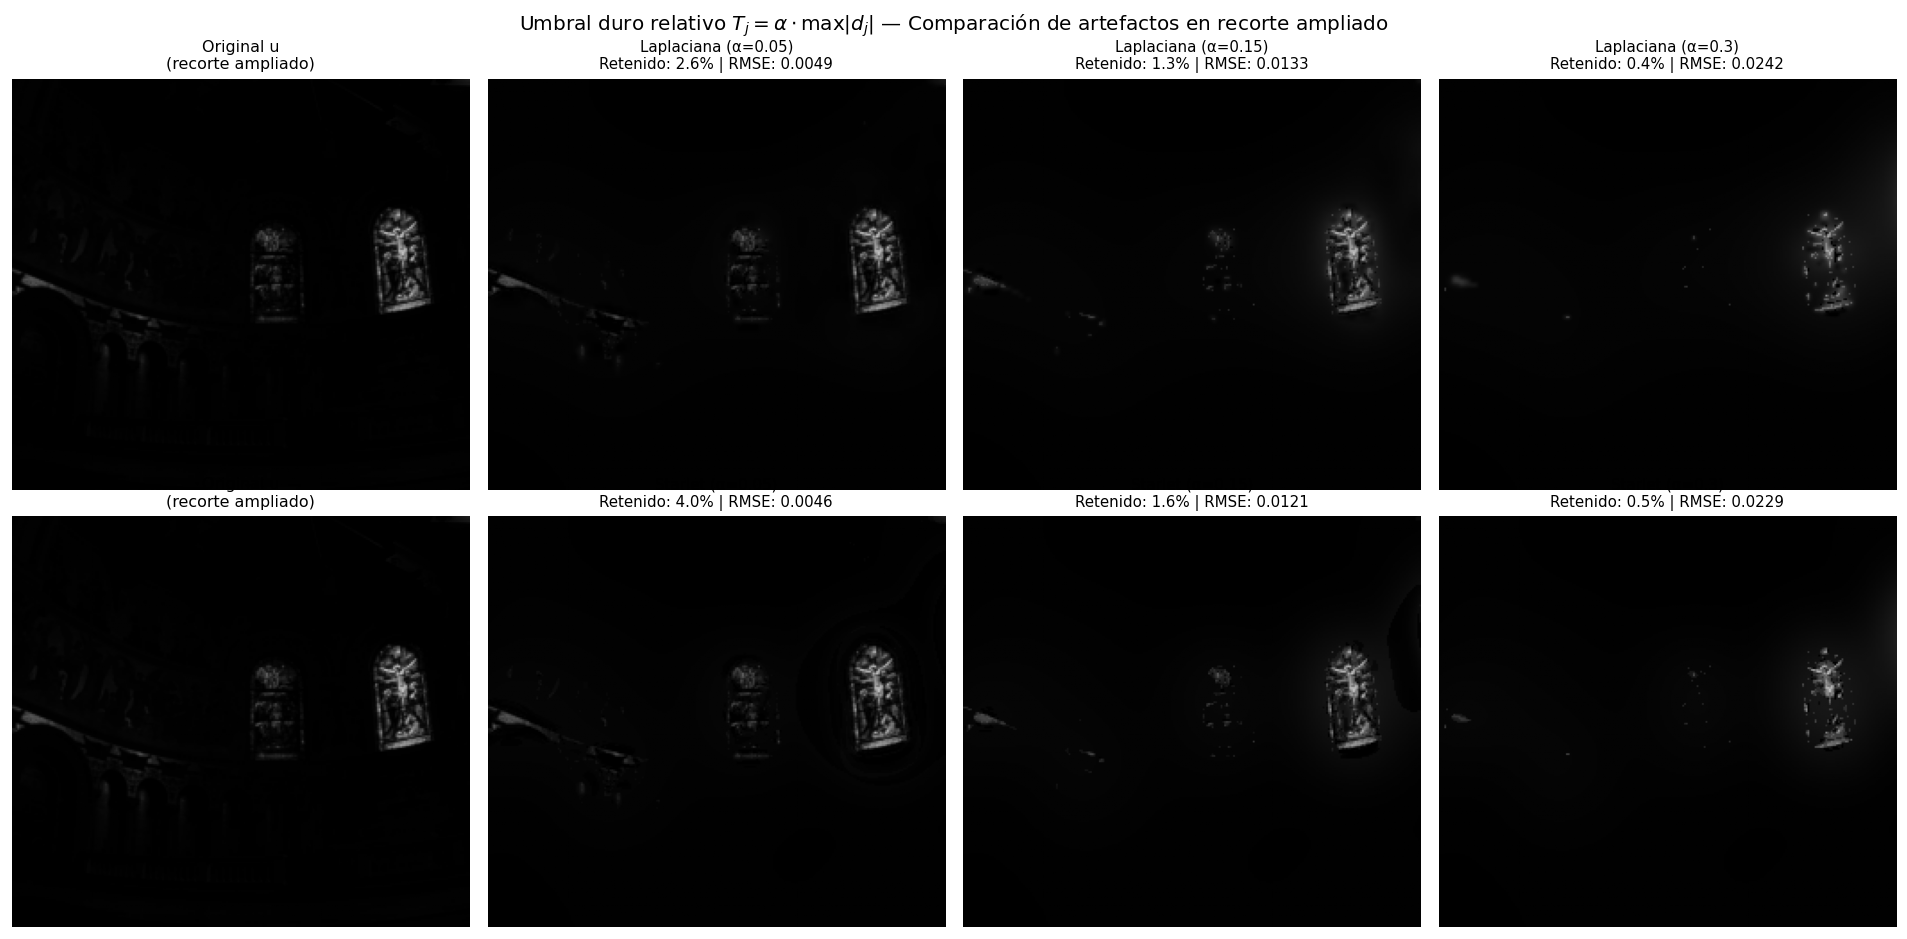 Umbral duro relativo $T_j = α · max|d_j|$ — Comparación de artefactos en recorte ampliado
Original u
(recorte ampliado)
Laplaciana (α=0.05)
Retenido: 2.6% | RMSE: 0.0049
Laplaciana (α=0.15)
Retenido: 1.3% | RMSE: 0.0133
Laplaciana (α=0.3)
Retenido: 0.4% | RMSE: 0.0242
(recorte ampliado)
Retenido: 4.0% | RMSE: 0.0046
Retenido: 1.6% | RMSE: 0.0121
Retenido: 0.5% | RMSE: 0.0229